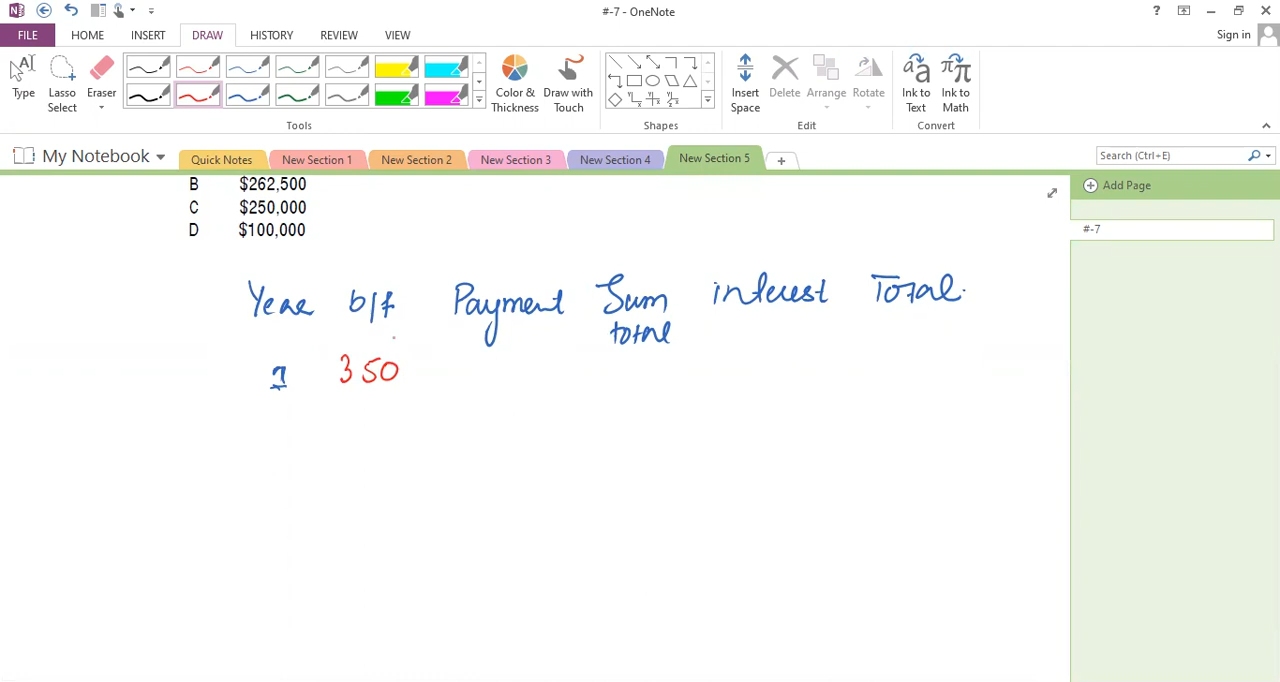 #-7 - OneNote
?
FILE HOME INSERT DRAW HISTORY REVIEW VIEW
Sign in
Type
Lasso Select
Eraser
Color & Thickness
Draw with Touch
Insert Space
Delete
Arrange
Rotate
Ink to Text
Ink to Math
Tools
Shapes
Edit
Convert
My Notebook
Quick Notes New Section 1 New Section 2 New Section 3 New Section 4 New Section 5
Search (Ctrl+E)
Add Page
#-7
B $262,500
C $250,000
D $100,000
Year b/f Payment Sum interest Total.
total
1 350